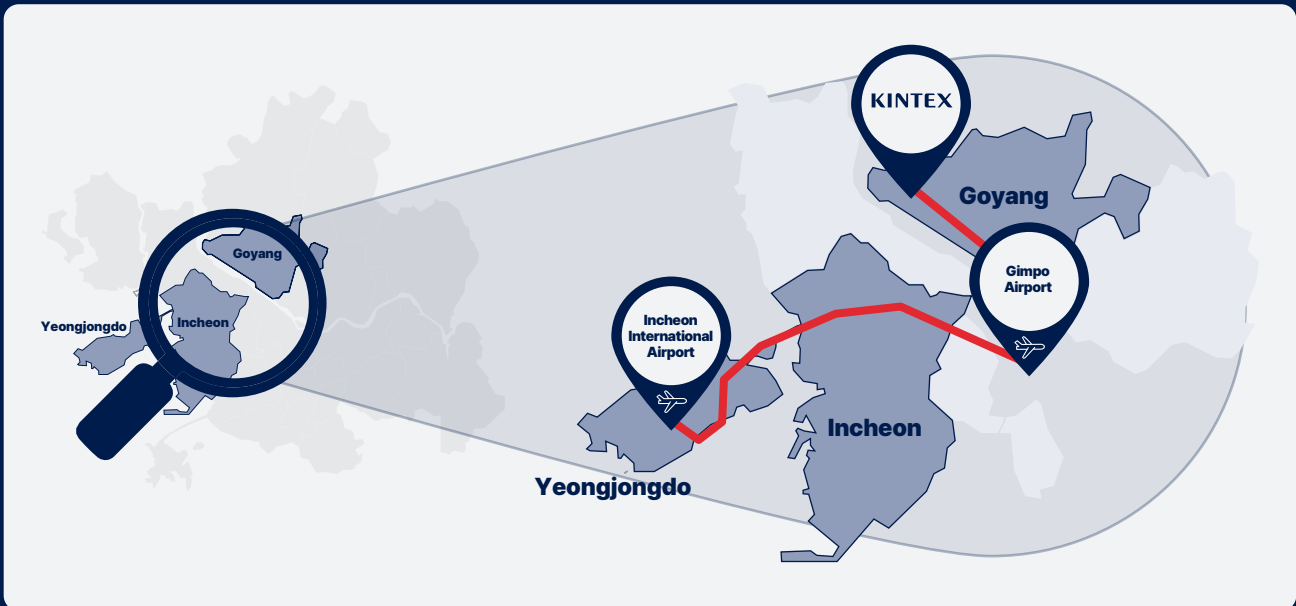 Goyang
Yeongjongdo
Incheon
KINTEX
Goyang
Gimpo
Airport
Incheon
International
Airport
Incheon
Yeongjongdo